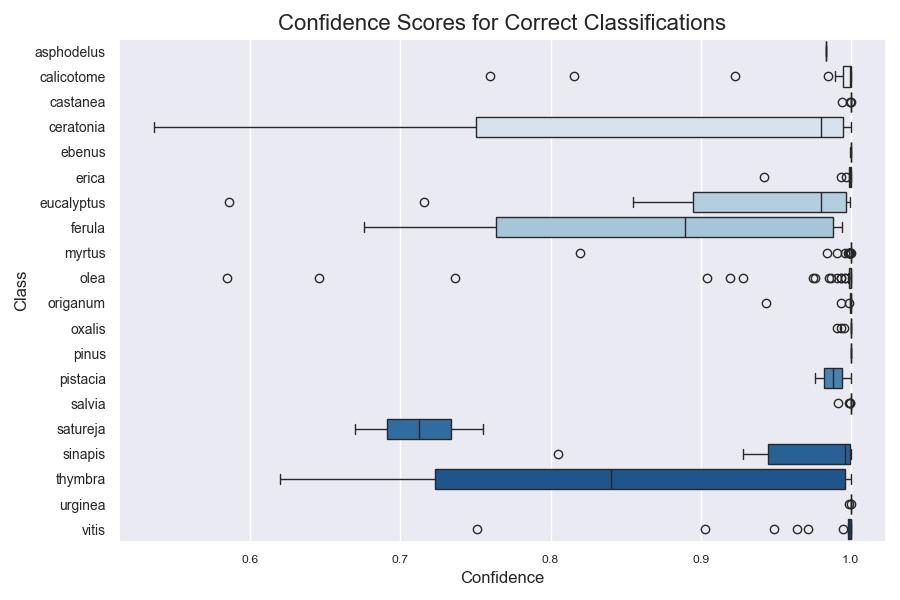 Confidence Scores for Correct Classifications
Class
asphodelus
calicotome
castanea
ceratonia
ebenus
erica
eucalyptus
ferula
myrtus
olea
origanum
oxalis
pinus
pistacia
salvia
satureja
sinapis
thymbra
urginea
vitis
0.6 0.7 0.8 0.9 1.0
Confidence